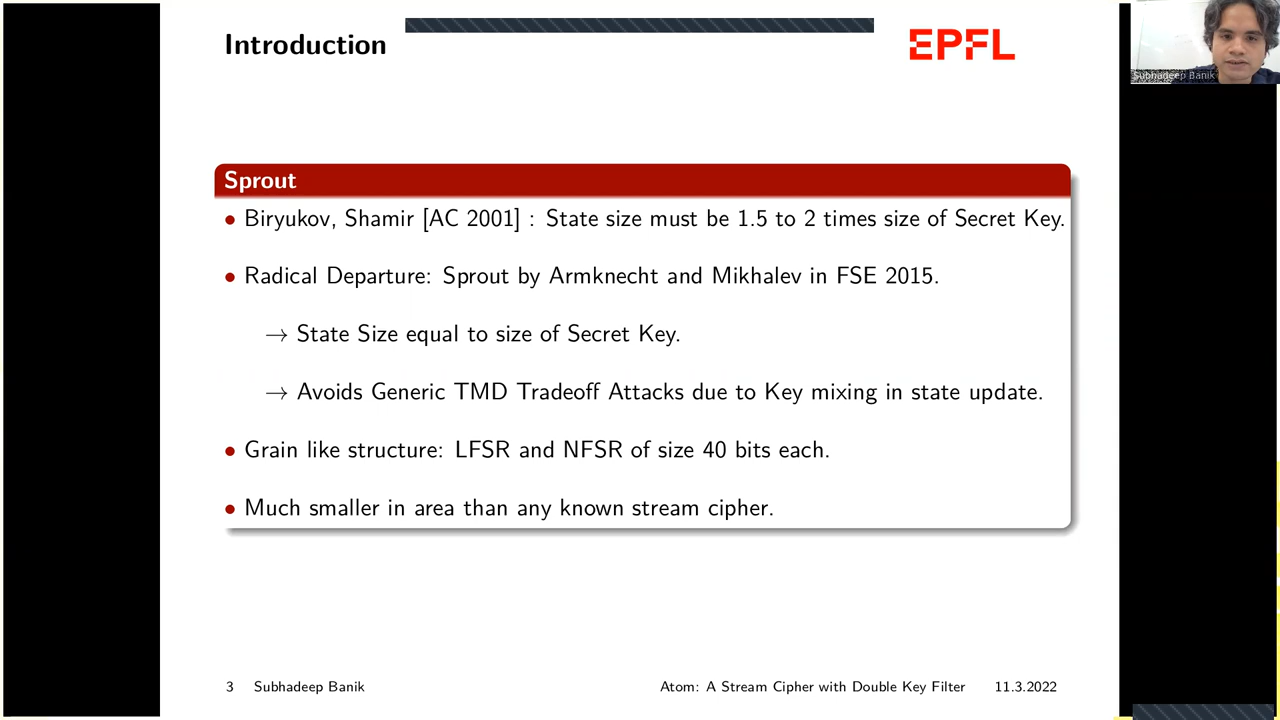 Introduction
EPFL
Subhadeep Banik
Sprout
• Biryukov, Shamir [AC 2001] : State size must be 1.5 to 2 times size of Secret Key.
• Radical Departure: Sprout by Armknecht and Mikhalev in FSE 2015.
→ State Size equal to size of Secret Key.
→ Avoids Generic TMD Tradeoff Attacks due to Key mixing in state update.
• Grain like structure: LFSR and NFSR of size 40 bits each.
• Much smaller in area than any known stream cipher.
3 Subhadeep Banik Atom: A Stream Cipher with Double Key Filter 11.3.2022